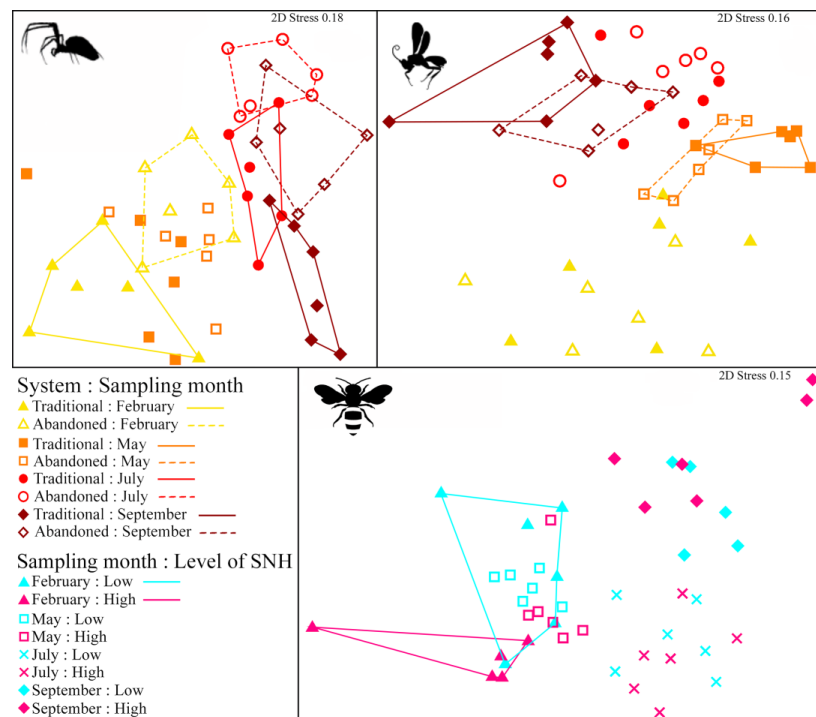 2D Stress 0.18
2D Stress 0.16
System : Sampling month
Traditional : February
Abandoned : February
Traditional : May
Abandoned : May
Traditional : July
Abandoned : July
Traditional : September
Abandoned : September
Sampling month : Level of SNH
February : Low
February : High
May : Low
May : High
July : Low
July : High
September : Low
September : High
2D Stress 0.15